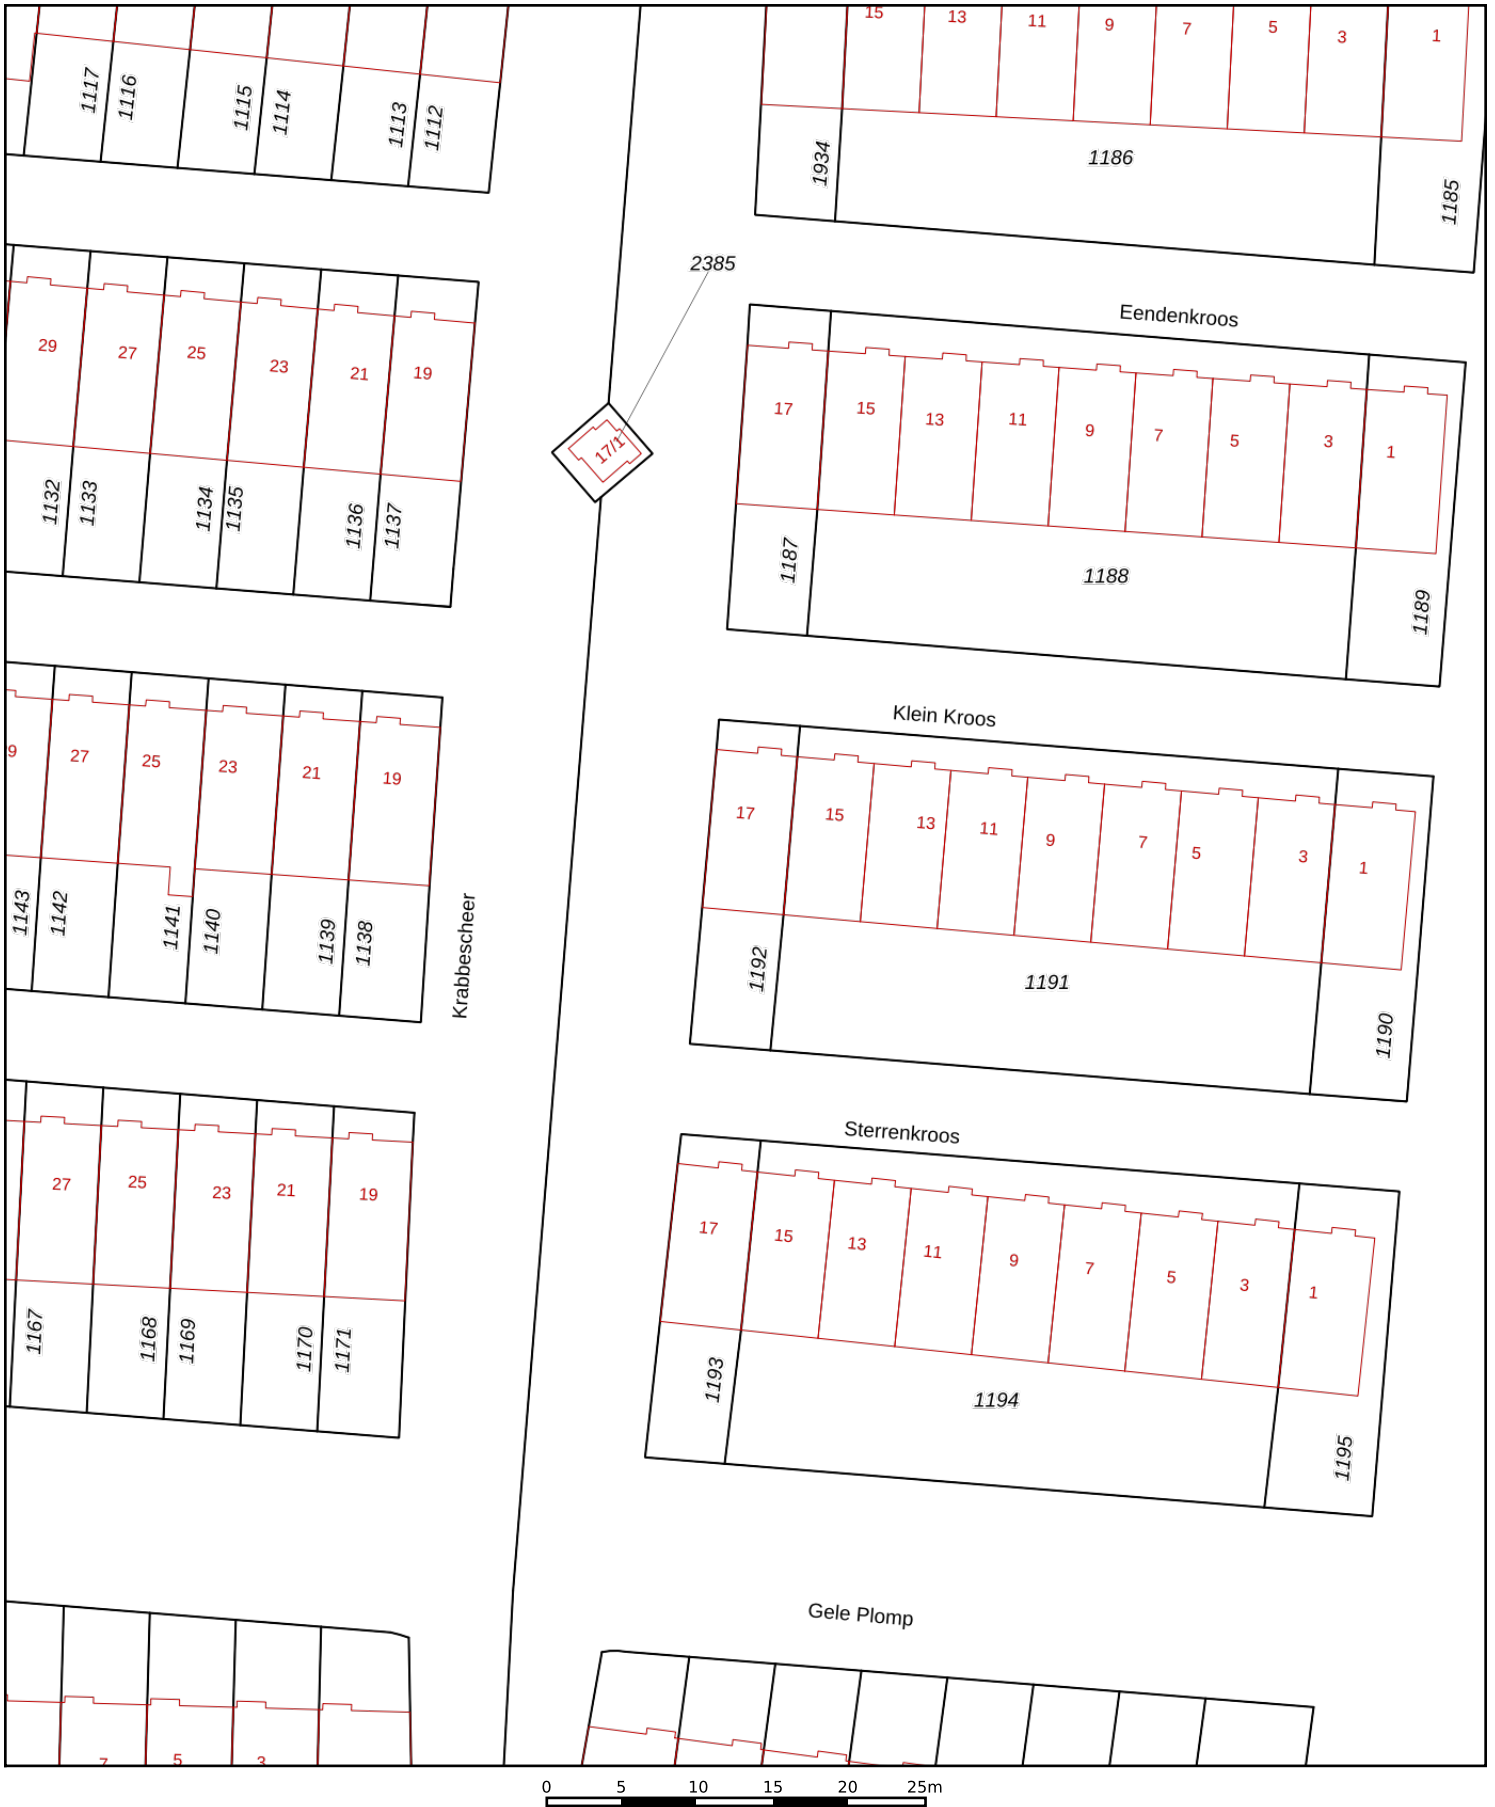 15 13 11 9 7 5 3 1
1117 1116 1115 1114 1113 1112
1934 1186 1185
2385
Eendenkroos
29 27 25 23 21 19
17/1
17 15 13 11 9 7 5 3 1
1132 1133 1134 1135 1136 1137
1187 1188 1189
Klein Kroos
9 27 25 23 21 19
17 15 13 11 9 7 5 3 1
1143 1142 1141 1140 1139 1138
Krabbescheer
1192 1191 1190
Sterrenkroos
27 25 23 21 19
17 15 13 11 9 7 5 3 1
1167 1168 1169 1170 1171
1193 1194 1195
Gele Plomp
7 5 3
0 5 10 15 20 25m